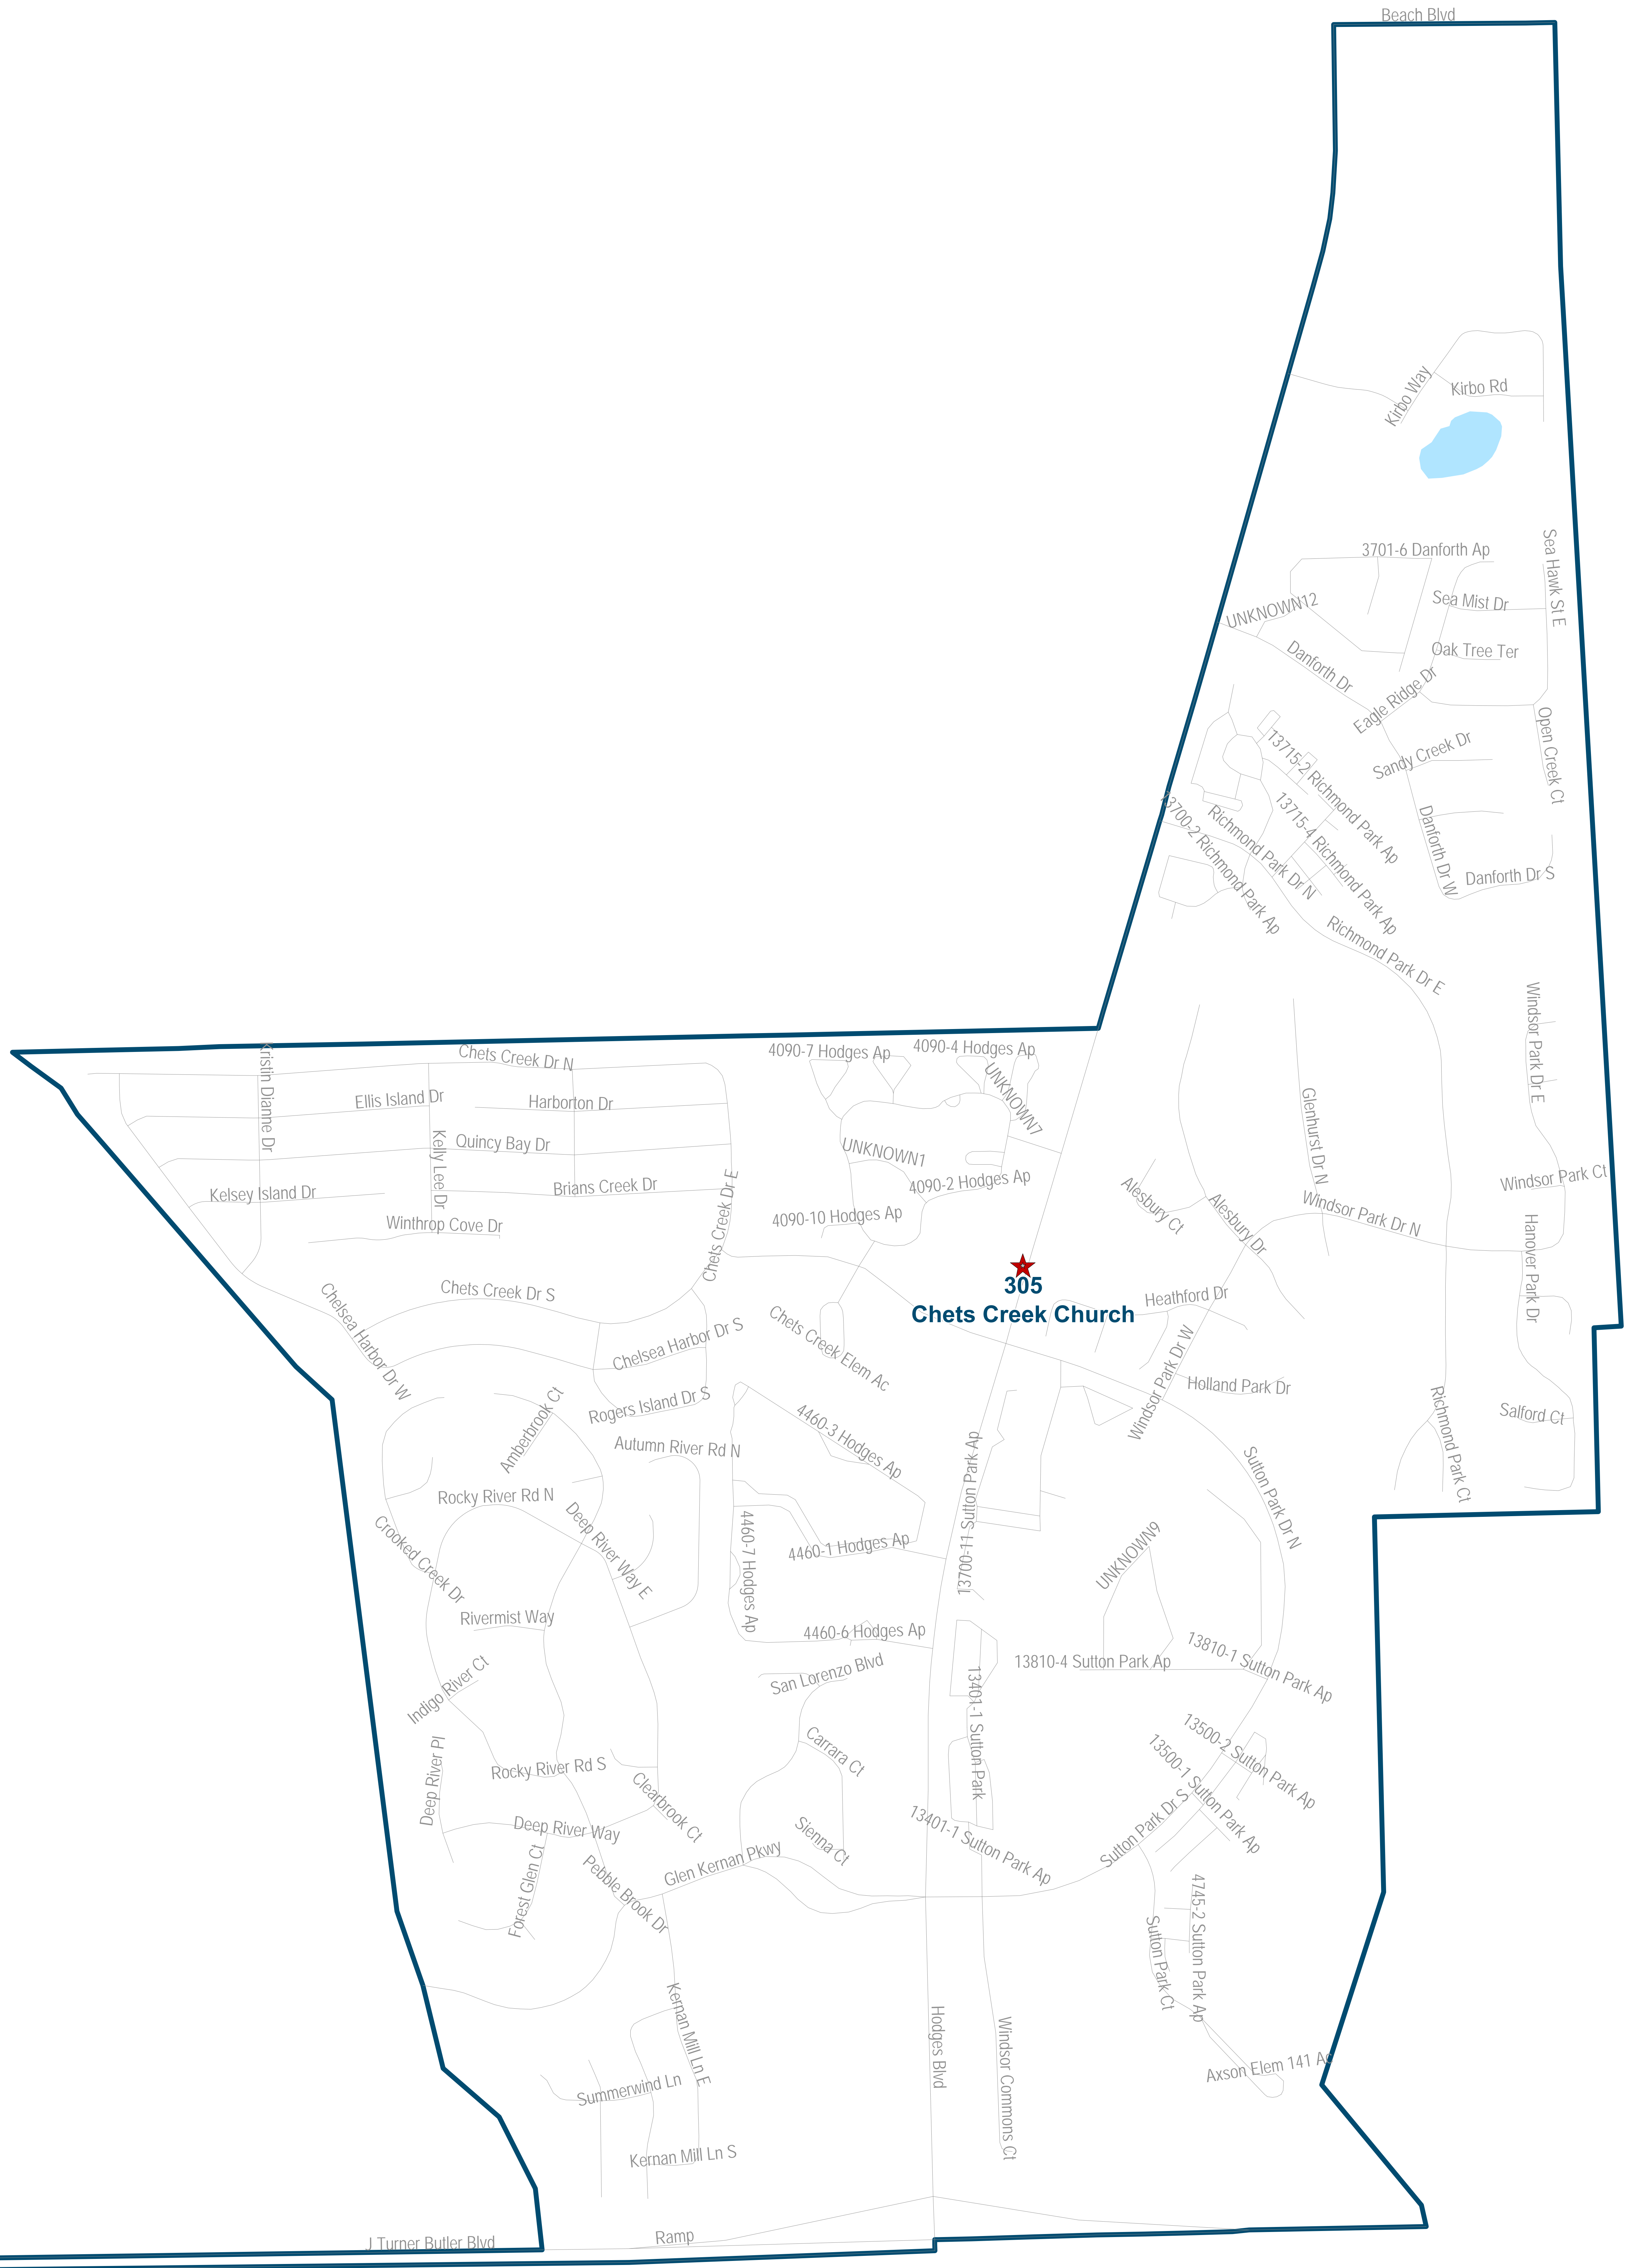 Beach Blvd
Kirbo Way
Kirbo Rd
3701-6 Danforth Ap
Sea Hawk St E
UNKNOWN12
Sea Mist Dr
Danforth Dr
Oak Tree Ter
Eagle Ridge Dr
Sandy Creek Dr
Open Creek Ct
13715-2 Richmond Park Ap
13700-2 Richmond Park Ap
Richmond Park Dr N
13715-4 Richmond Park Ap
Danforth Dr W
Danforth Dr S
Richmond Park Dr E
Windsor Park Dr E
Kristin Dianne Dr
Chets Creek Dr N
4090-7 Hodges Ap
4090-4 Hodges Ap
UNKNOWN7
Glenhurst Dr N
Ellis Island Dr
Harborton Dr
Kelly Lee Dr
Quincy Bay Dr
UNKNOWN1
Kelsey Island Dr
Brians Creek Dr
Chets Creek Dr E
4090-2 Hodges Ap
Alesbury Ct
Alesbury Dr
Windsor Park Dr N
Windsor Park Ct
Winthrop Cove Dr
4090-10 Hodges Ap
Hanover Park Dr
305
Chets Creek Church
Chets Creek Dr S
Chelsea Harbor Dr W
Chelsea Harbor Dr S
Chets Creek Elem Ac
Heathford Dr
Windsor Park Dr W
Holland Park Dr
Rogers Island Dr S
Amberbrook Ct
Autumn River Rd N
4460-3 Hodges Ap
13700-11 Sutton Park Ap
Sutton Park Dr N
Richmond Park Ct
Salford Ct
Rocky River Rd N
Crooked Creek Dr
Deep River Way E
4460-7 Hodges Ap
4460-1 Hodges Ap
UNKNOWN9
Rivermist Way
4460-6 Hodges Ap
Indigo River Ct
San Lorenzo Blvd
13401-1 Sutton Park
13810-4 Sutton Park Ap
13810-1 Sutton Park Ap
Deep River Pl
Rocky River Rd S
Clearbrook Ct
Carrara Ct
13500-2 Sutton Park Ap
13500-1 Sutton Park Ap
Deep River Way
Forest Glen Ct
Pebble Brook Dr
Glen Kernan Pkwy
Sienna Ct
13401-1 Sutton Park Ap
Sutton Park Dr S
4745-2 Sutton Park Ap
Sutton Park Ct
Kernan Mill Ln E
Hodges Blvd
Windsor Commons Ct
Axson Elem 141 Ac
Summerwind Ln
Kernan Mill Ln S
J Turner Butler Blvd
Ramp